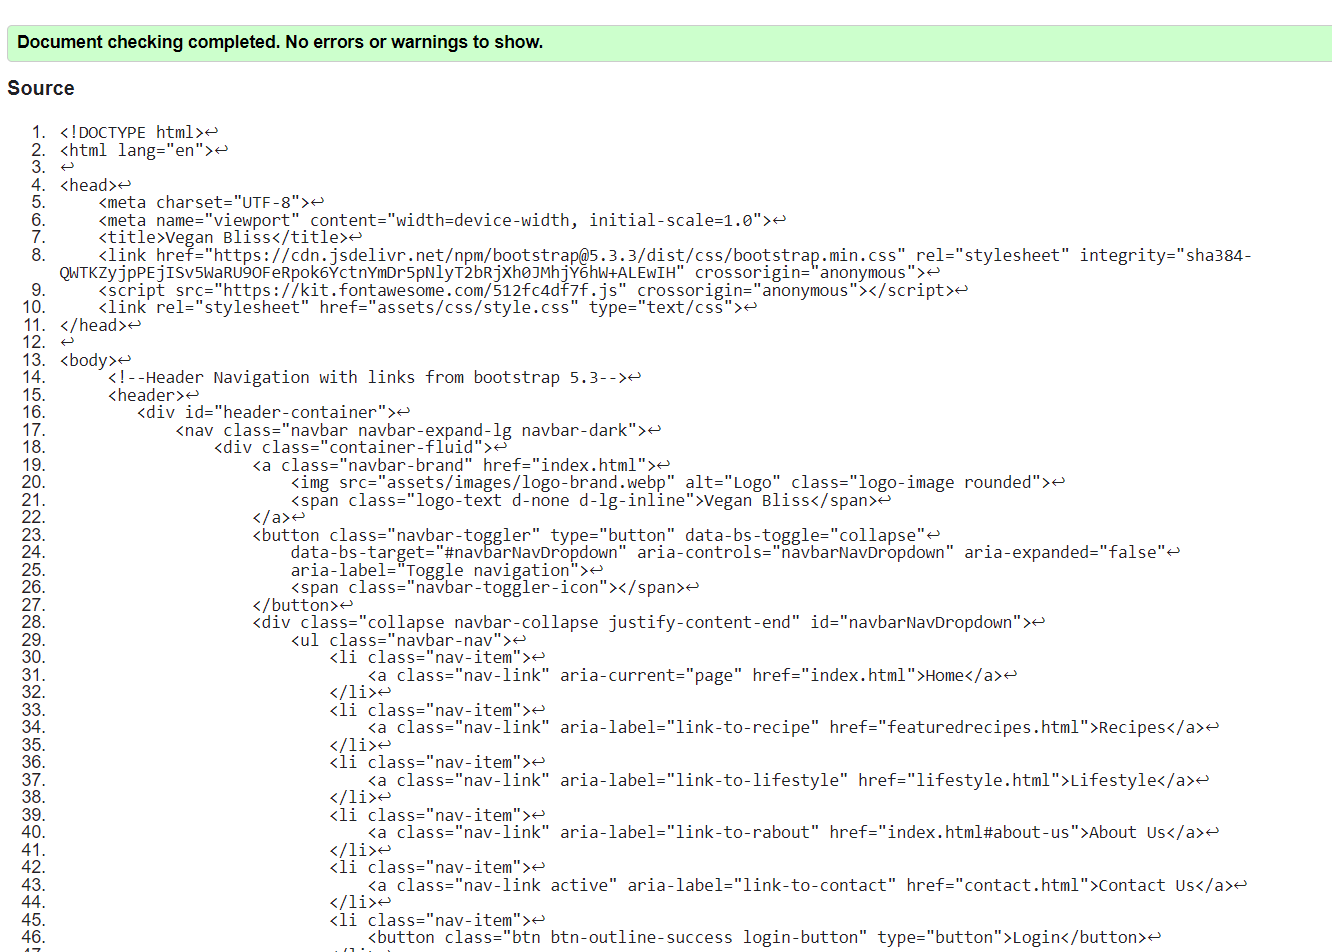 Document checking completed. No errors or warnings to show.
Source
1. <!DOCTYPE html>↩
2. <html lang="en">↩
3. ↩
4. <head>↩
5.     <meta charset="UTF-8">↩
6.     <meta name="viewport" content="width=device-width, initial-scale=1.0">↩
7.     <title>Vegan Bliss</title>↩
8.     <link href="https://cdn.jsdelivr.net/npm/bootstrap@5.3.3/dist/css/bootstrap.min.css" rel="stylesheet" integrity="sha384-
QWTKZyjpPEjISv5WaRU9OFeRpok6YctnYmDr5pNlyT2bRjXh0JMhjY6hW+ALEwIH" crossorigin="anonymous">↩
9.     <script src="https://kit.fontawesome.com/512fc4df7f.js" crossorigin="anonymous"></script>↩
10.     <link rel="stylesheet" href="assets/css/style.css" type="text/css">↩
11. </head>↩
12. ↩
13. <body>↩
14.      <!--Header Navigation with links from bootstrap 5.3-->↩
15.      <header>↩
16.         <div id="header-container">↩
17.             <nav class="navbar navbar-expand-lg navbar-dark">↩
18.                 <div class="container-fluid">↩
19.                     <a class="navbar-brand" href="index.html">↩
20.                         <img src="assets/images/logo-brand.webp" alt="Logo" class="logo-image rounded">↩
21.                         <span class="logo-text d-none d-lg-inline">Vegan Bliss</span>↩
22.                     </a>↩
23.                     <button class="navbar-toggler" type="button" data-bs-toggle="collapse"↩
24.                         data-bs-target="#navbarNavDropdown" aria-controls="navbarNavDropdown" aria-expanded="false"↩
25.                         aria-label="Toggle navigation">↩
26.                         <span class="navbar-toggler-icon"></span>↩
27.                     </button>↩
28.                     <div class="collapse navbar-collapse justify-content-end" id="navbarNavDropdown">↩
29.                         <ul class="navbar-nav">↩
30.                             <li class="nav-item">↩
31.                                 <a class="nav-link" aria-current="page" href="index.html">Home</a>↩
32.                             </li>↩
33.                             <li class="nav-item">↩
34.                                 <a class="nav-link" aria-label="link-to-recipe" href="featuredrecipes.html">Recipes</a>↩
35.                             </li>↩
36.                             <li class="nav-item">↩
37.                                 <a class="nav-link" aria-label="link-to-lifestyle" href="lifestyle.html">Lifestyle</a>↩
38.                             </li>↩
39.                             <li class="nav-item">↩
40.                                 <a class="nav-link" aria-label="link-to-rabout" href="index.html#about-us">About Us</a>↩
41.                             </li>↩
42.                             <li class="nav-item">↩
43.                                 <a class="nav-link active" aria-label="link-to-contact" href="contact.html">Contact Us</a>↩
44.                             </li>↩
45.                             <li class="nav-item">↩
46.                                 <button class="btn btn-outline-success login-button" type="button">Login</button>↩